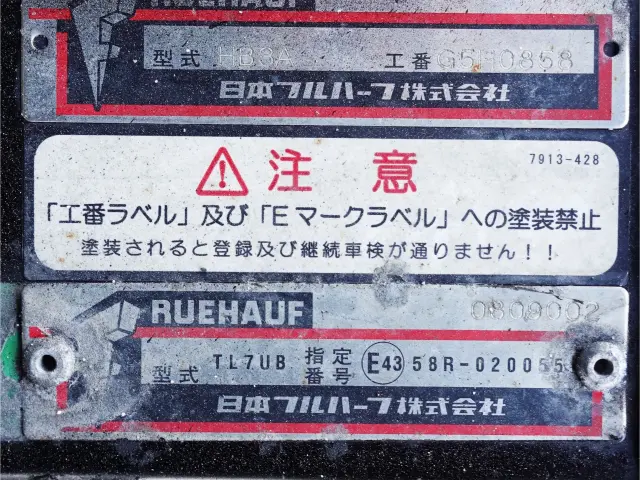 RUEHAUF
型式 HB3A 工番 G5H0858
日本フルハーフ株式会社
注意 7913-428
「工番ラベル」及び「Eマークラベル」への塗装禁止
塗装されると登録及び継続車検が通りません!!
RUEHAUF 0809002
型式 TL7UB 指定番号 E43 58R-020055
日本フルハーフ株式会社